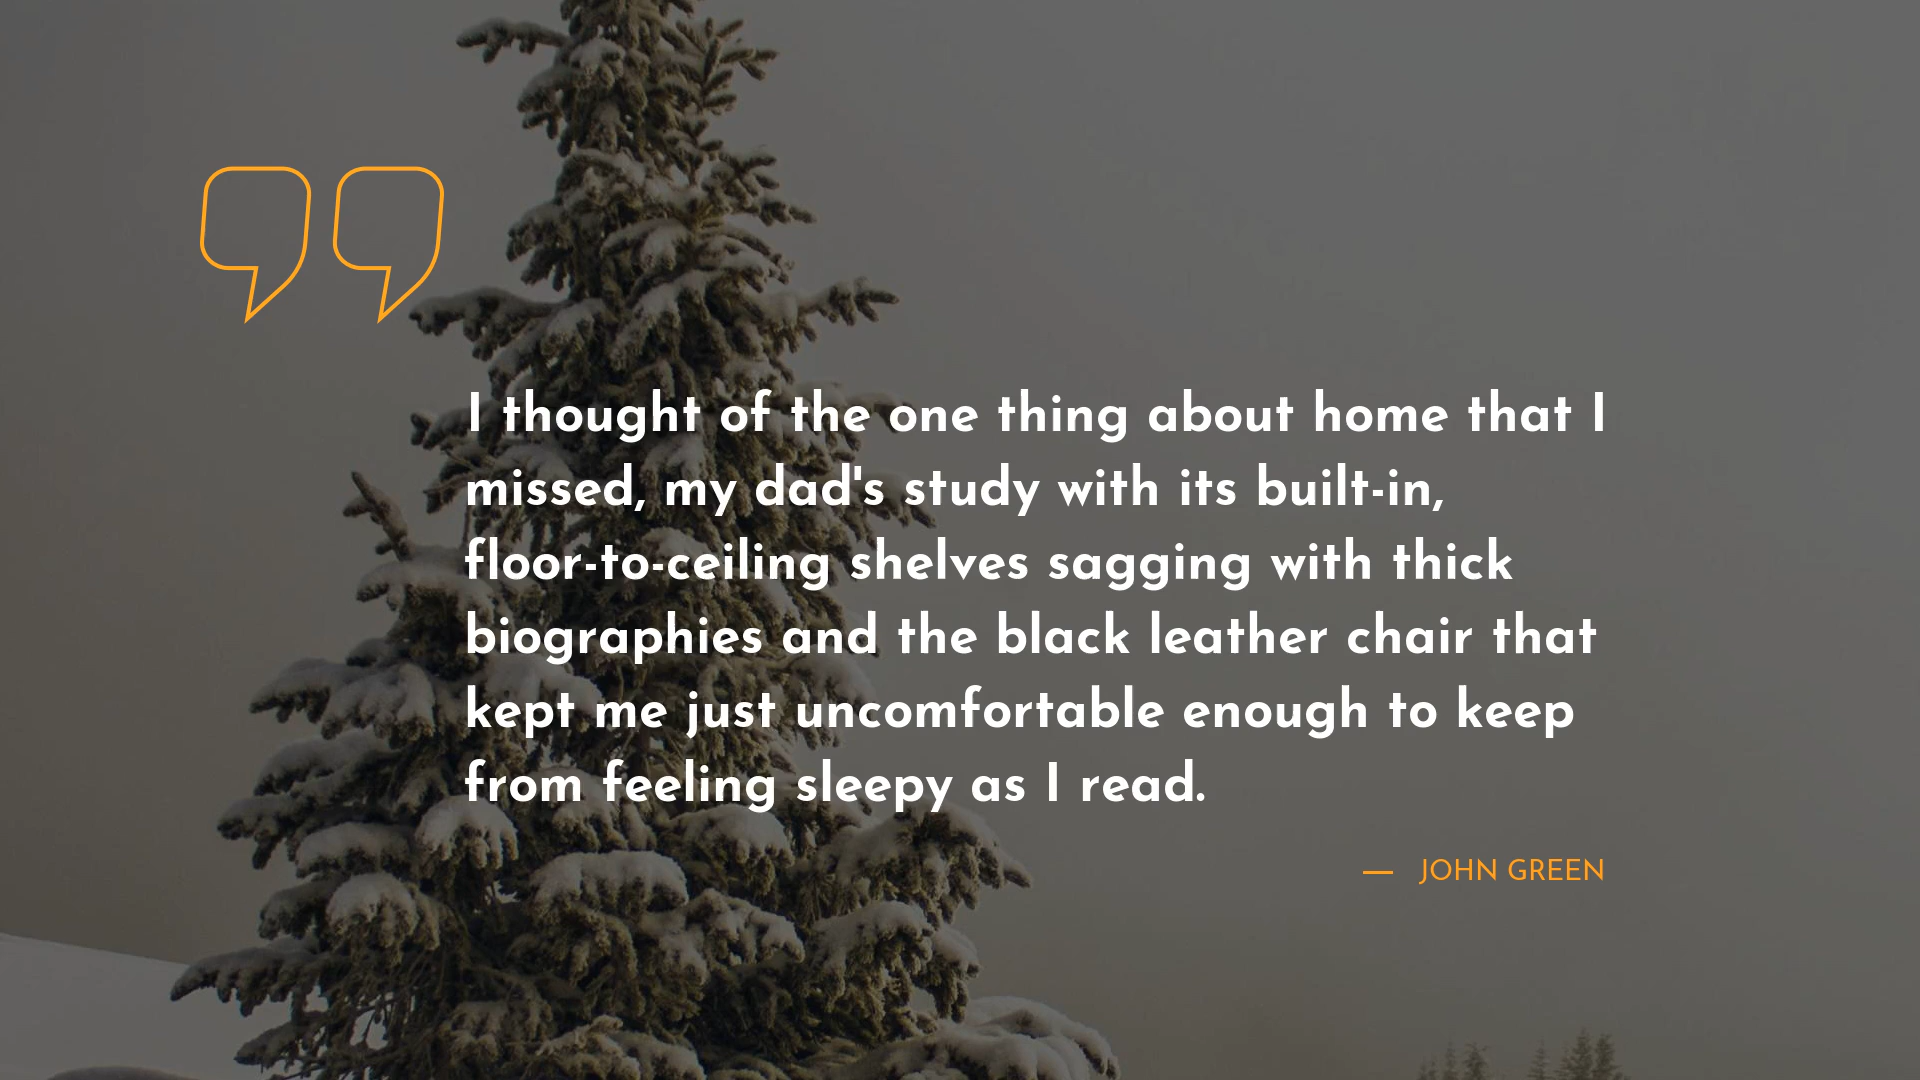 I thought of the one thing about home that I
missed, my dad's study with its built-in,
floor-to-ceiling shelves sagging with thick
biographies and the black leather chair that
kept me just uncomfortable enough to keep
from feeling sleepy as I read.
— JOHN GREEN